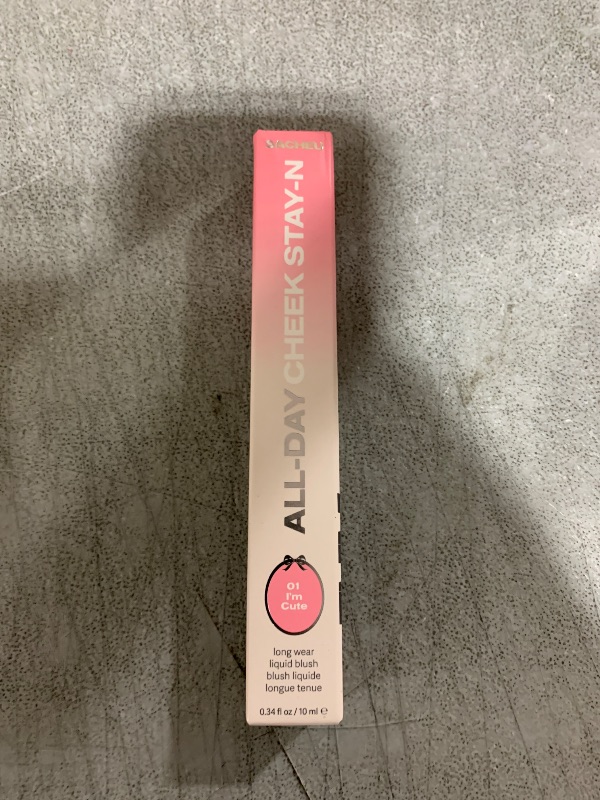 ALL-DAY CHEEK STAY-N
01
I'm
Cute
long wear
liquid blush
blush liquide
longue tenue
0.34 fl oz / 10 ml ℮